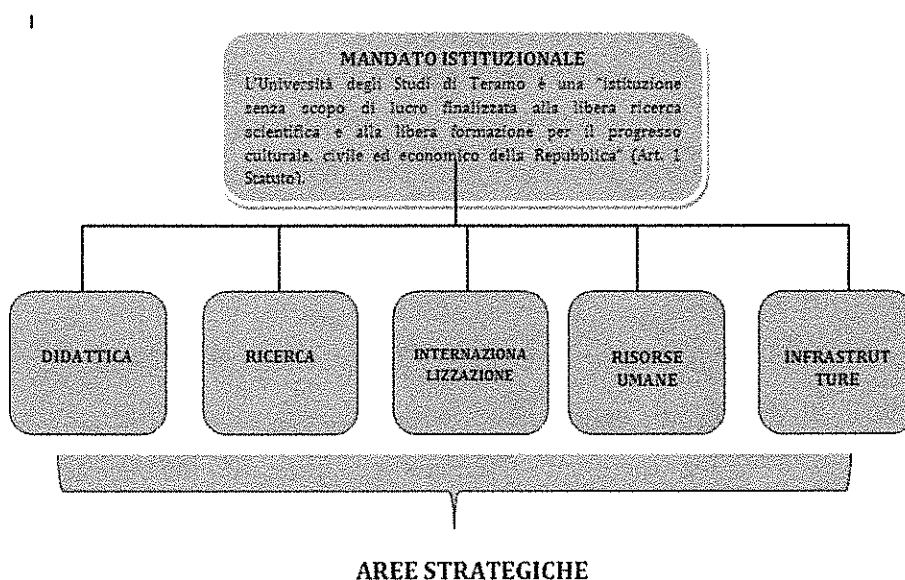 MANDATO ISTITUZIONALE
L'Università degli Studi di Teramo è una "istituzione
senza scopo di lucro finalizzata alla libera ricerca
scientifica e alla libera formazione per il progresso
culturale, civile ed economico della Repubblica" (Art. 1
Statuto).
DIDATTICA
RICERCA
INTERNAZIONA
LIZZAZIONE
RISORSE
UMANE
INFRASTRUT
TURE
AREE STRATEGICHE